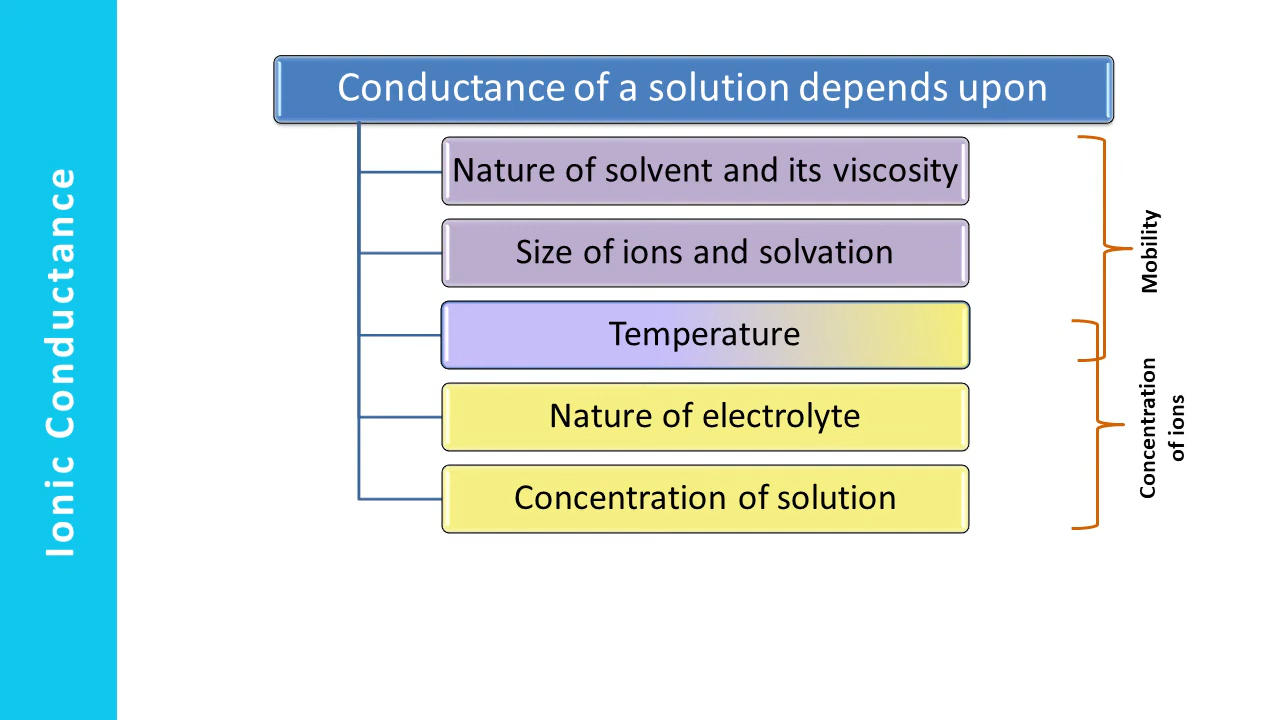 Ionic Conductance
Conductance of a solution depends upon
Nature of solvent and its viscosity
Size of ions and solvation
Temperature
Nature of electrolyte
Concentration of solution
Mobility
Concentration
of ions